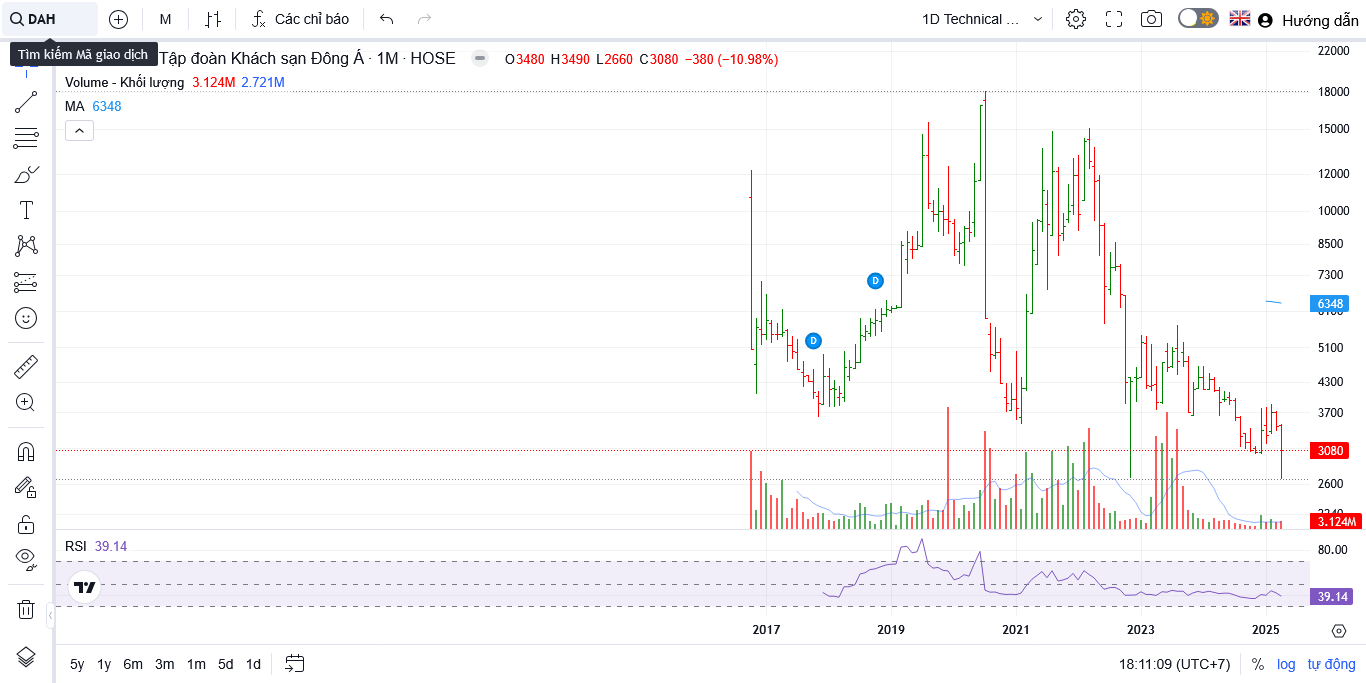 DAH M Các chỉ báo 1D Technical ... Hướng dẫn
Tìm kiếm Mã giao dịch
Tập đoàn Khách sạn Đông Á · 1M · HOSE O3480 H3490 L2660 C3080 −380 (−10.98%)
Volume - Khối lượng 3.124M 2.721M
MA 6348
22000
18000
15000
12000
10000
8500
7300
6348
5100
4300
3700
3080
2600
3.124M
D
D
RSI 39.14
80.00
39.14
2017 2019 2021 2023 2025
5y 1y 6m 3m 1m 5d 1d 18:11:09 (UTC+7) % log tự động